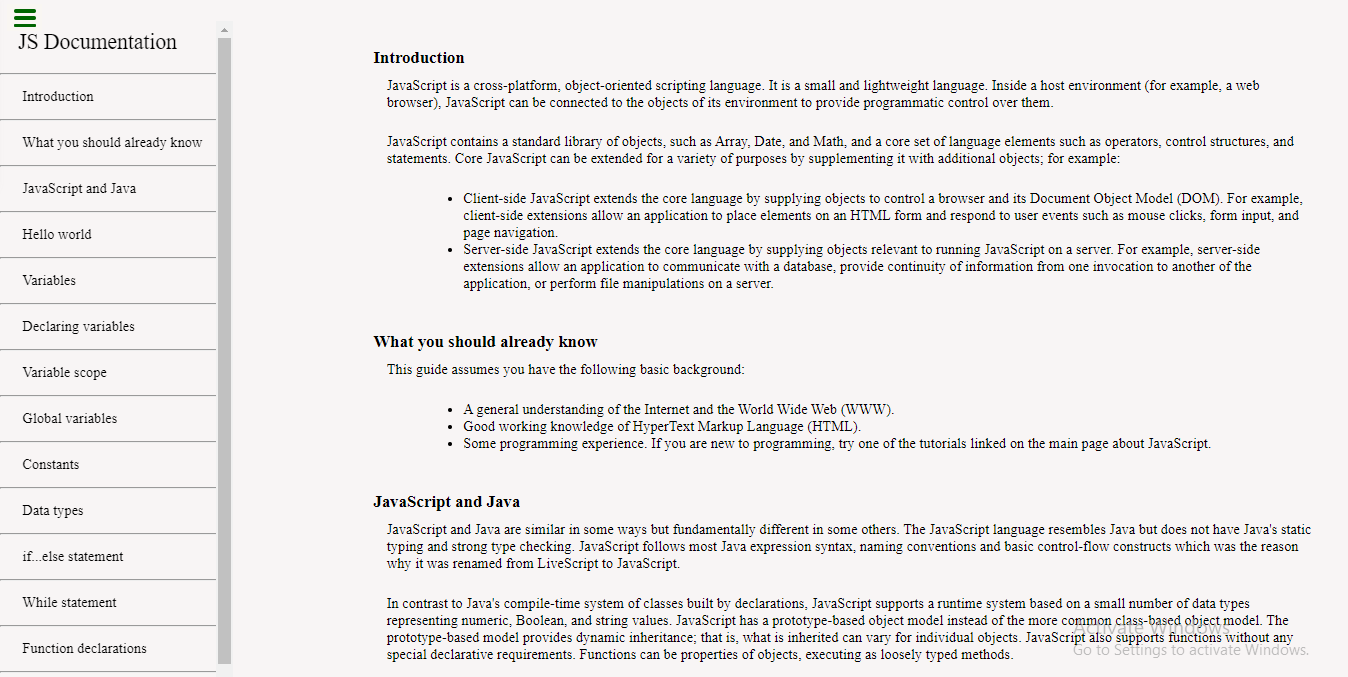 JS Documentation
Introduction
What you should already know
JavaScript and Java
Hello world
Variables
Declaring variables
Variable scope
Global variables
Constants
Data types
if...else statement
While statement
Function declarations
Introduction
JavaScript is a cross-platform, object-oriented scripting language. It is a small and lightweight language. Inside a host environment (for example, a web
browser), JavaScript can be connected to the objects of its environment to provide programmatic control over them.
JavaScript contains a standard library of objects, such as Array, Date, and Math, and a core set of language elements such as operators, control structures, and
statements. Core JavaScript can be extended for a variety of purposes by supplementing it with additional objects; for example:
• Client-side JavaScript extends the core language by supplying objects to control a browser and its Document Object Model (DOM). For example,
client-side extensions allow an application to place elements on an HTML form and respond to user events such as mouse clicks, form input, and
page navigation.
• Server-side JavaScript extends the core language by supplying objects relevant to running JavaScript on a server. For example, server-side
extensions allow an application to communicate with a database, provide continuity of information from one invocation to another of the
application, or perform file manipulations on a server.
What you should already know
This guide assumes you have the following basic background:
• A general understanding of the Internet and the World Wide Web (WWW).
• Good working knowledge of HyperText Markup Language (HTML).
• Some programming experience. If you are new to programming, try one of the tutorials linked on the main page about JavaScript.
JavaScript and Java
JavaScript and Java are similar in some ways but fundamentally different in some others. The JavaScript language resembles Java but does not have Java's static
typing and strong type checking. JavaScript follows most Java expression syntax, naming conventions and basic control-flow constructs which was the reason
why it was renamed from LiveScript to JavaScript.
In contrast to Java's compile-time system of classes built by declarations, JavaScript supports a runtime system based on a small number of data types
representing numeric, Boolean, and string values. JavaScript has a prototype-based object model instead of the more common class-based object model. The
prototype-based model provides dynamic inheritance; that is, what is inherited can vary for individual objects. JavaScript also supports functions without any
special declarative requirements. Functions can be properties of objects, executing as loosely typed methods.
Activate Windows
Go to Settings to activate Windows.